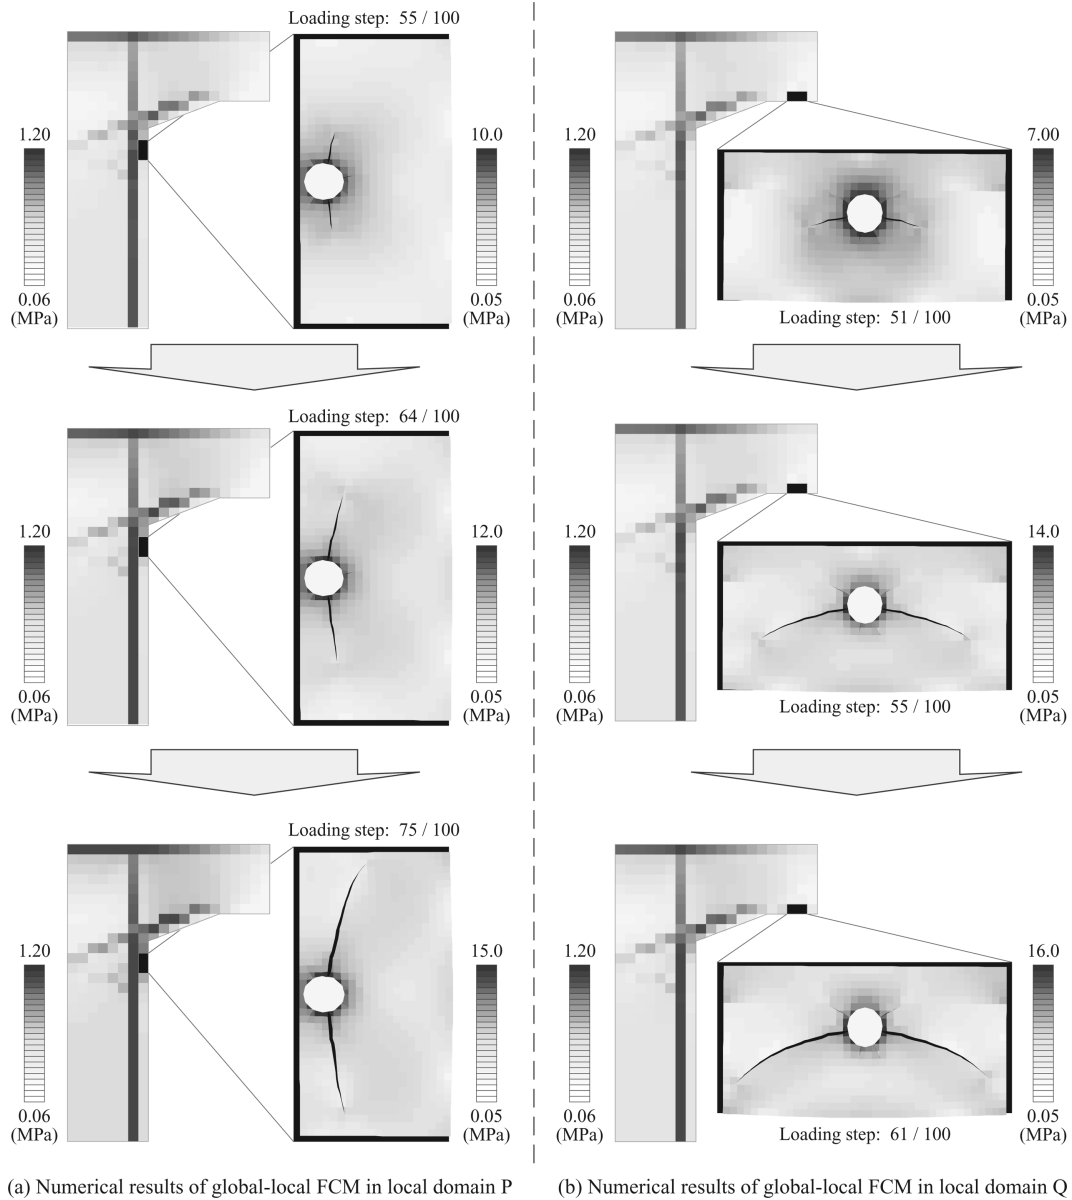 Loading step: 55 / 100
1.20
0.06
(MPa)
10.0
0.05
(MPa)
Loading step: 64 / 100
1.20
0.06
(MPa)
12.0
0.05
(MPa)
Loading step: 75 / 100
1.20
0.06
(MPa)
15.0
0.05
(MPa)
(a) Numerical results of global-local FCM in local domain P
1.20
0.06
(MPa)
7.00
0.05
(MPa)
Loading step: 51 / 100
1.20
0.06
(MPa)
14.0
0.05
(MPa)
Loading step: 55 / 100
1.20
0.06
(MPa)
16.0
0.05
(MPa)
Loading step: 61 / 100
(b) Numerical results of global-local FCM in local domain Q